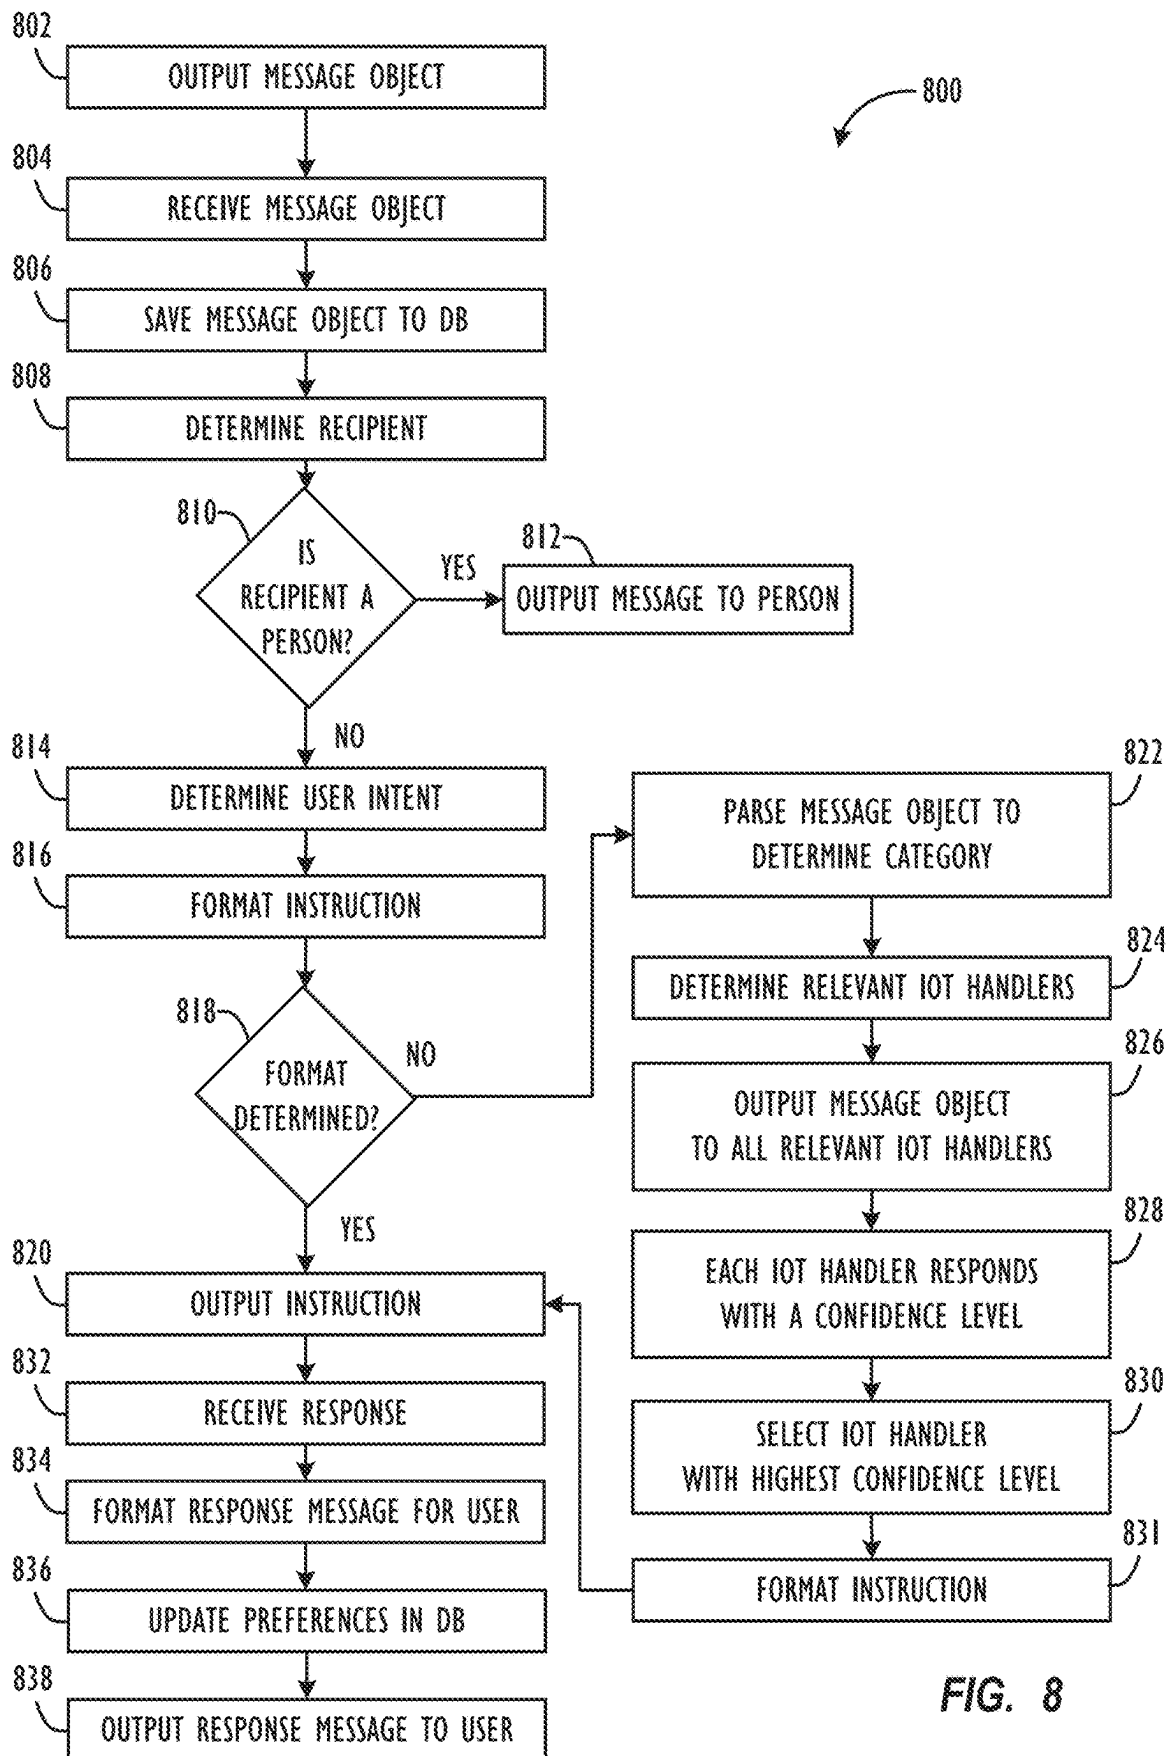 802
OUTPUT MESSAGE OBJECT
800
804
RECEIVE MESSAGE OBJECT
806
SAVE MESSAGE OBJECT TO DB
808
DETERMINE RECIPIENT
810
IS
RECIPIENT A
PERSON?
YES
812
OUTPUT MESSAGE TO PERSON
NO
814
DETERMINE USER INTENT
816
FORMAT INSTRUCTION
818
FORMAT
DETERMINED?
NO
YES
822
PARSE MESSAGE OBJECT TO
DETERMINE CATEGORY
824
DETERMINE RELEVANT IOT HANDLERS
826
OUTPUT MESSAGE OBJECT
TO ALL RELEVANT IOT HANDLERS
828
EACH IOT HANDLER RESPONDS
WITH A CONFIDENCE LEVEL
830
SELECT IOT HANDLER
WITH HIGHEST CONFIDENCE LEVEL
831
FORMAT INSTRUCTION
820
OUTPUT INSTRUCTION
832
RECEIVE RESPONSE
834
FORMAT RESPONSE MESSAGE FOR USER
836
UPDATE PREFERENCES IN DB
838
OUTPUT RESPONSE MESSAGE TO USER
FIG. 8